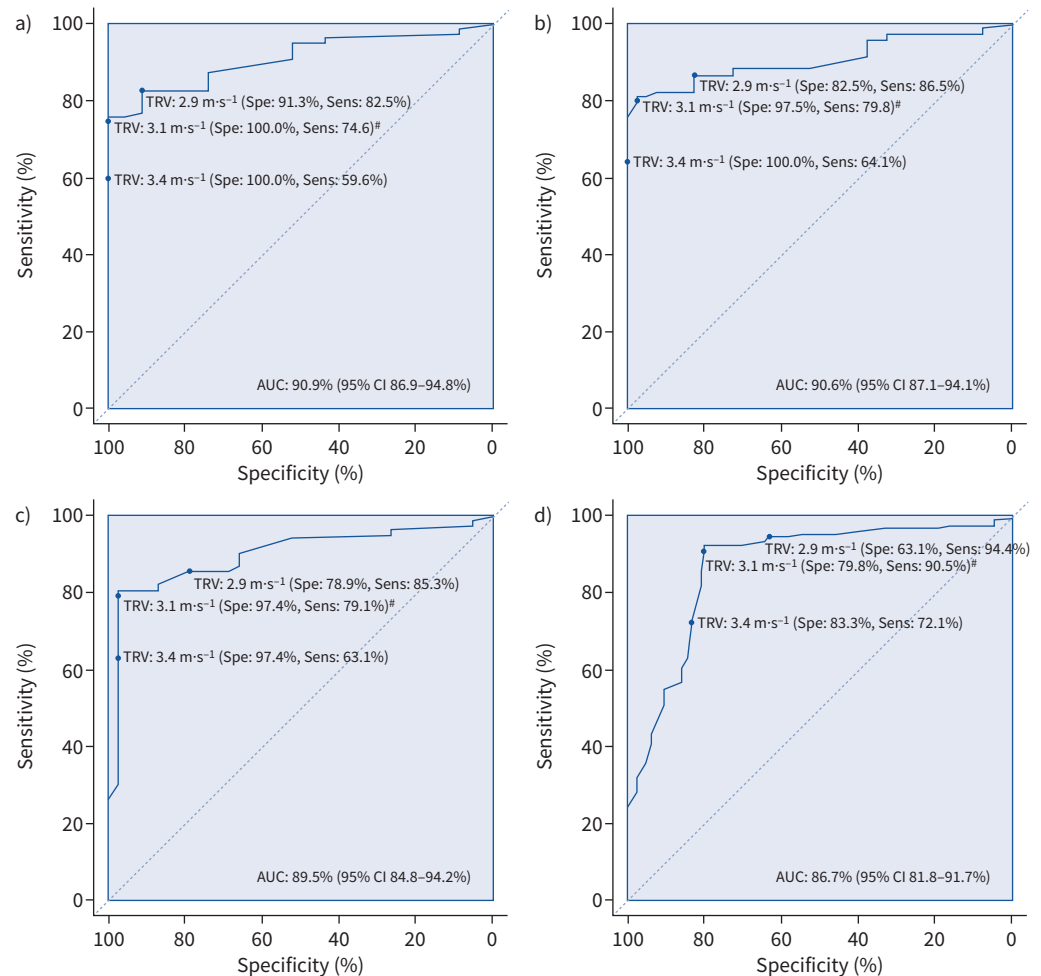 a)
100
80
60
40
20
0
Sensitivity (%)
TRV: 2.9 m·s⁻¹ (Spe: 91.3%, Sens: 82.5%)
TRV: 3.1 m·s⁻¹ (Spe: 100.0%, Sens: 74.6)#
TRV: 3.4 m·s⁻¹ (Spe: 100.0%, Sens: 59.6%)
AUC: 90.9% (95% CI 86.9–94.8%)
100 80 60 40 20 0
Specificity (%)
b)
100
80
60
40
20
0
Sensitivity (%)
TRV: 2.9 m·s⁻¹ (Spe: 82.5%, Sens: 86.5%)
TRV: 3.1 m·s⁻¹ (Spe: 97.5%, Sens: 79.8)#
TRV: 3.4 m·s⁻¹ (Spe: 100.0%, Sens: 64.1%)
AUC: 90.6% (95% CI 87.1–94.1%)
100 80 60 40 20 0
Specificity (%)
c)
100
80
60
40
20
0
Sensitivity (%)
TRV: 2.9 m·s⁻¹ (Spe: 78.9%, Sens: 85.3%)
TRV: 3.1 m·s⁻¹ (Spe: 97.4%, Sens: 79.1%)#
TRV: 3.4 m·s⁻¹ (Spe: 97.4%, Sens: 63.1%)
AUC: 89.5% (95% CI 84.8–94.2%)
100 80 60 40 20 0
Specificity (%)
d)
100
80
60
40
20
0
Sensitivity (%)
TRV: 2.9 m·s⁻¹ (Spe: 63.1%, Sens: 94.4%)
TRV: 3.1 m·s⁻¹ (Spe: 79.8%, Sens: 90.5%)#
TRV: 3.4 m·s⁻¹ (Spe: 83.3%, Sens: 72.1%)
AUC: 86.7% (95% CI 81.8–91.7%)
100 80 60 40 20 0
Specificity (%)